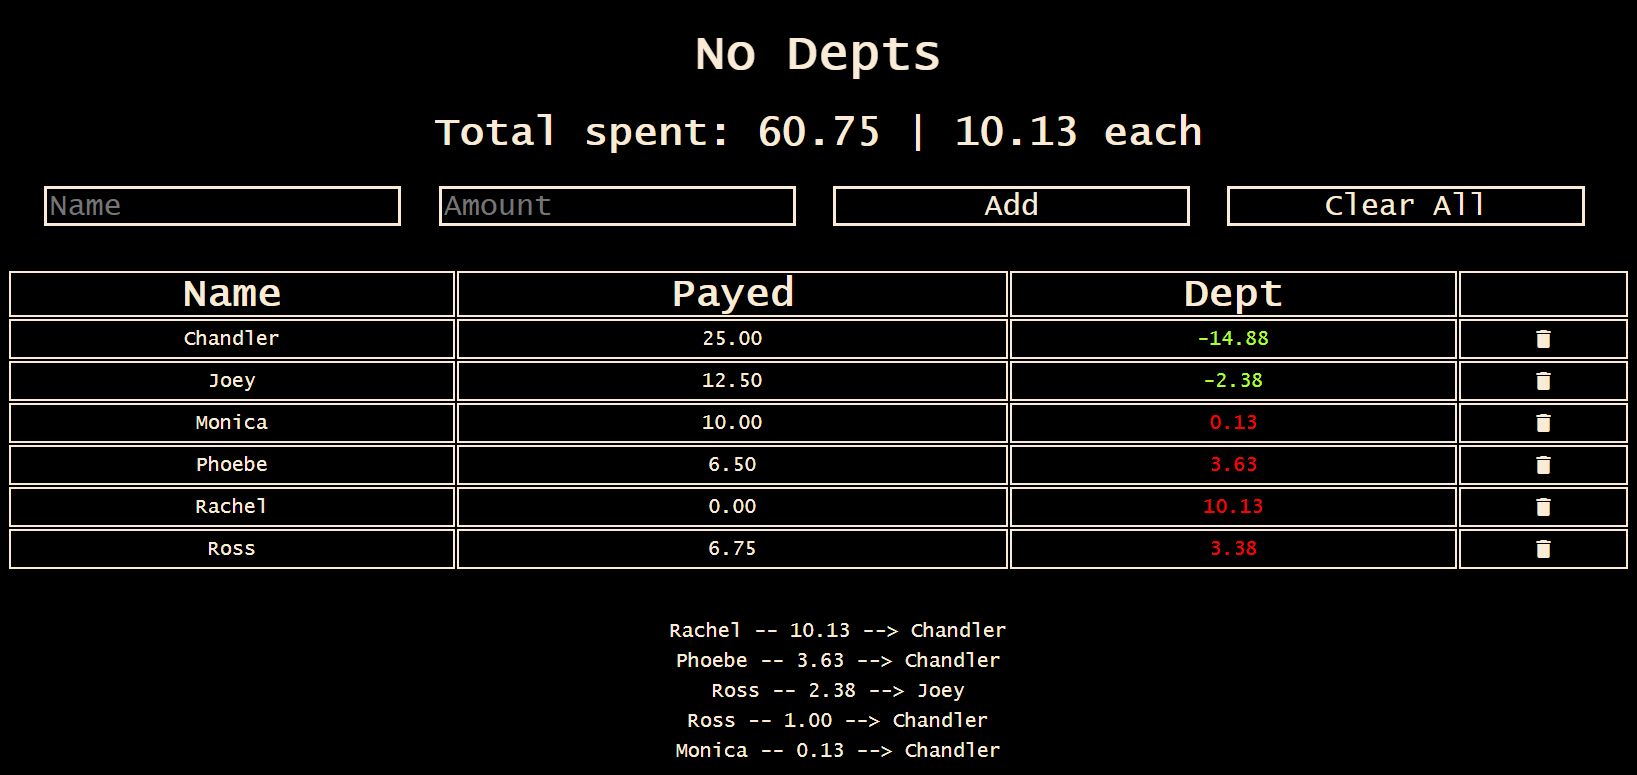 No Depts
Total spent: 60.75 | 10.13 each
Name Amount Add Clear All
Name Payed Dept
Chandler 25.00 -14.88
Joey 12.50 -2.38
Monica 10.00 0.13
Phoebe 6.50 3.63
Rachel 0.00 10.13
Ross 6.75 3.38
Rachel -- 10.13 --> Chandler
Phoebe -- 3.63 --> Chandler
Ross -- 2.38 --> Joey
Ross -- 1.00 --> Chandler
Monica -- 0.13 --> Chandler